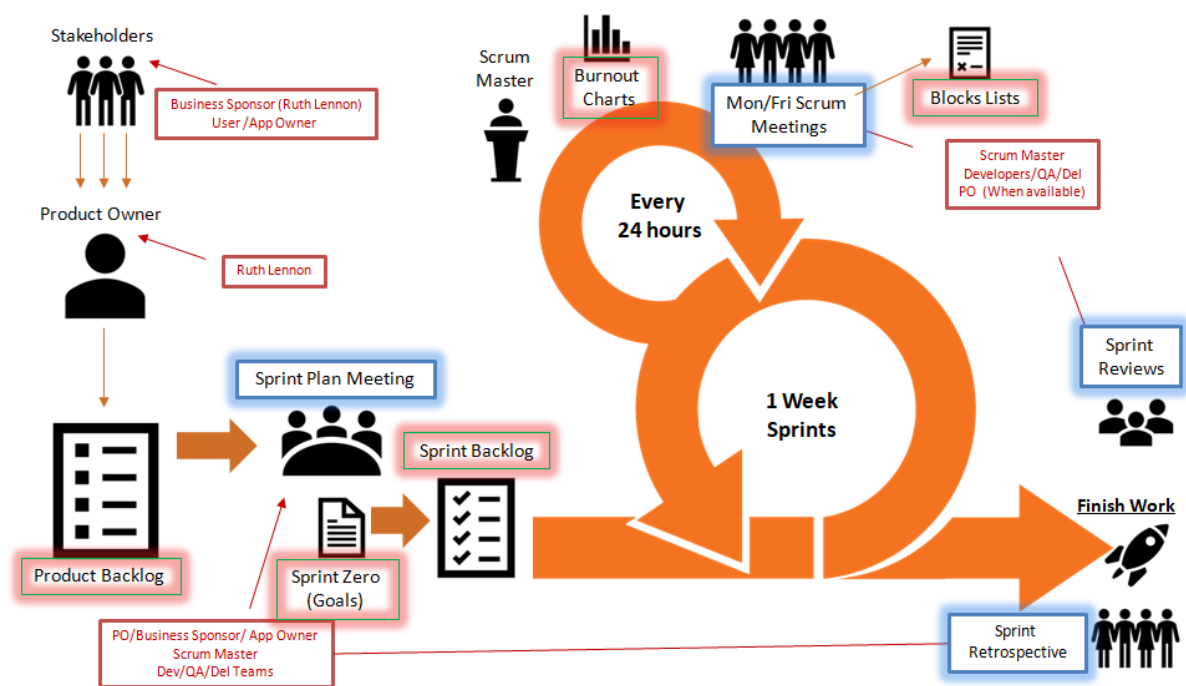 Stakeholders
Business Sponsor (Ruth Lennon)
User /App Owner
Product Owner
Ruth Lennon
Product Backlog
Sprint Plan Meeting
Sprint Zero
(Goals)
Sprint Backlog
PO/Business Sponsor/ App Owner
Scrum Master
Dev/QA/Del Teams
Scrum
Master
Burnout
Charts
Mon/Fri Scrum
Meetings
Blocks Lists
Scrum Master
Developers/QA/Del
PO (When available)
Every
24 hours
1 Week
Sprints
Sprint
Reviews
Finish Work
Sprint
Retrospective